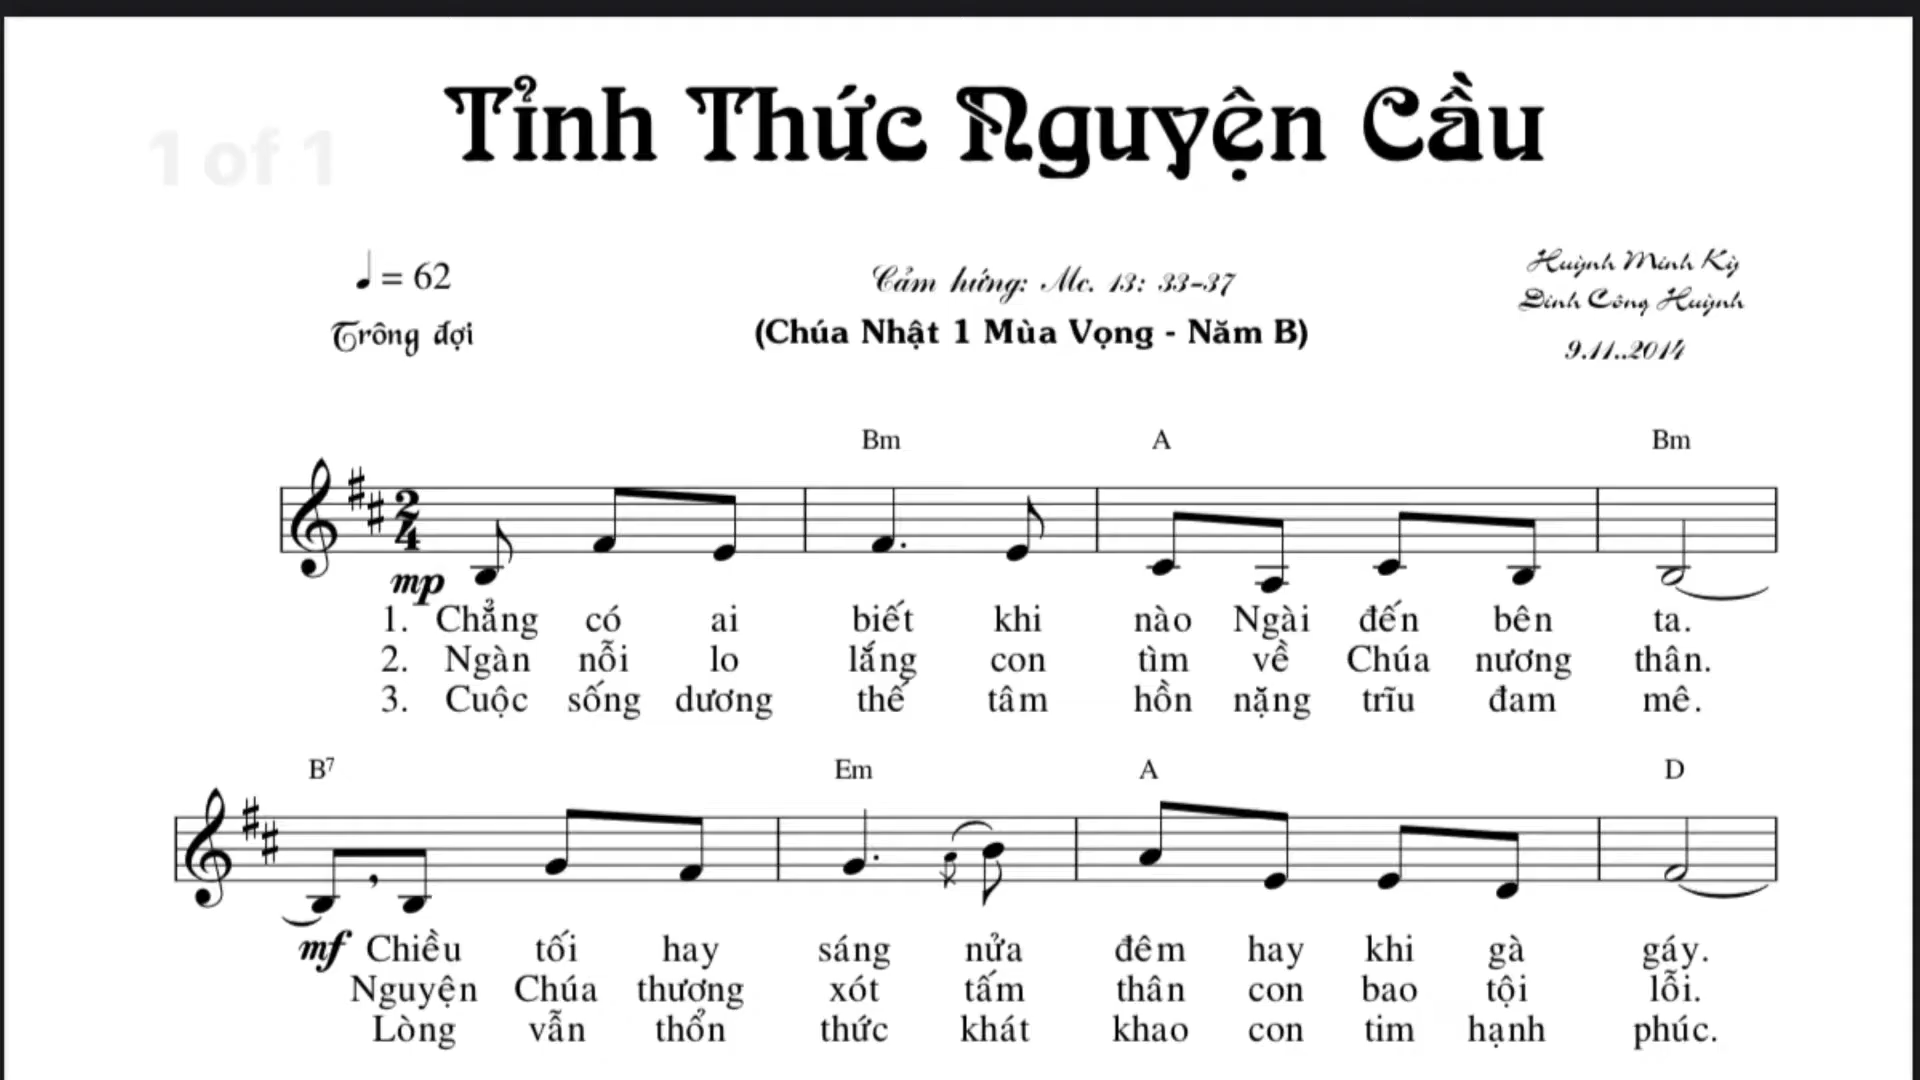 1 of 1
Tỉnh Thức Nguyện Cầu
♩ = 62
Cảm hứng: Mc. 13: 33-37
Huỳnh Minh Kỳ
Trông đợi
(Chúa Nhật 1 Mùa Vọng - Năm B)
Đinh Công Huỳnh
9.11..2014
Bm A Bm
2
4
mp
1. Chẳng có ai biết khi nào Ngài đến bên ta.
2. Ngàn nỗi lo lắng con tìm về Chúa nương thân.
3. Cuộc sống dương thế tâm hồn nặng trĩu đam mê.
B7 Em A D
mf Chiều tối hay sáng nửa đêm hay khi gà gáy.
Nguyện Chúa thương xót tấm thân con bao tội lỗi.
Lòng vẫn thổn thức khát khao con tim hạnh phúc.